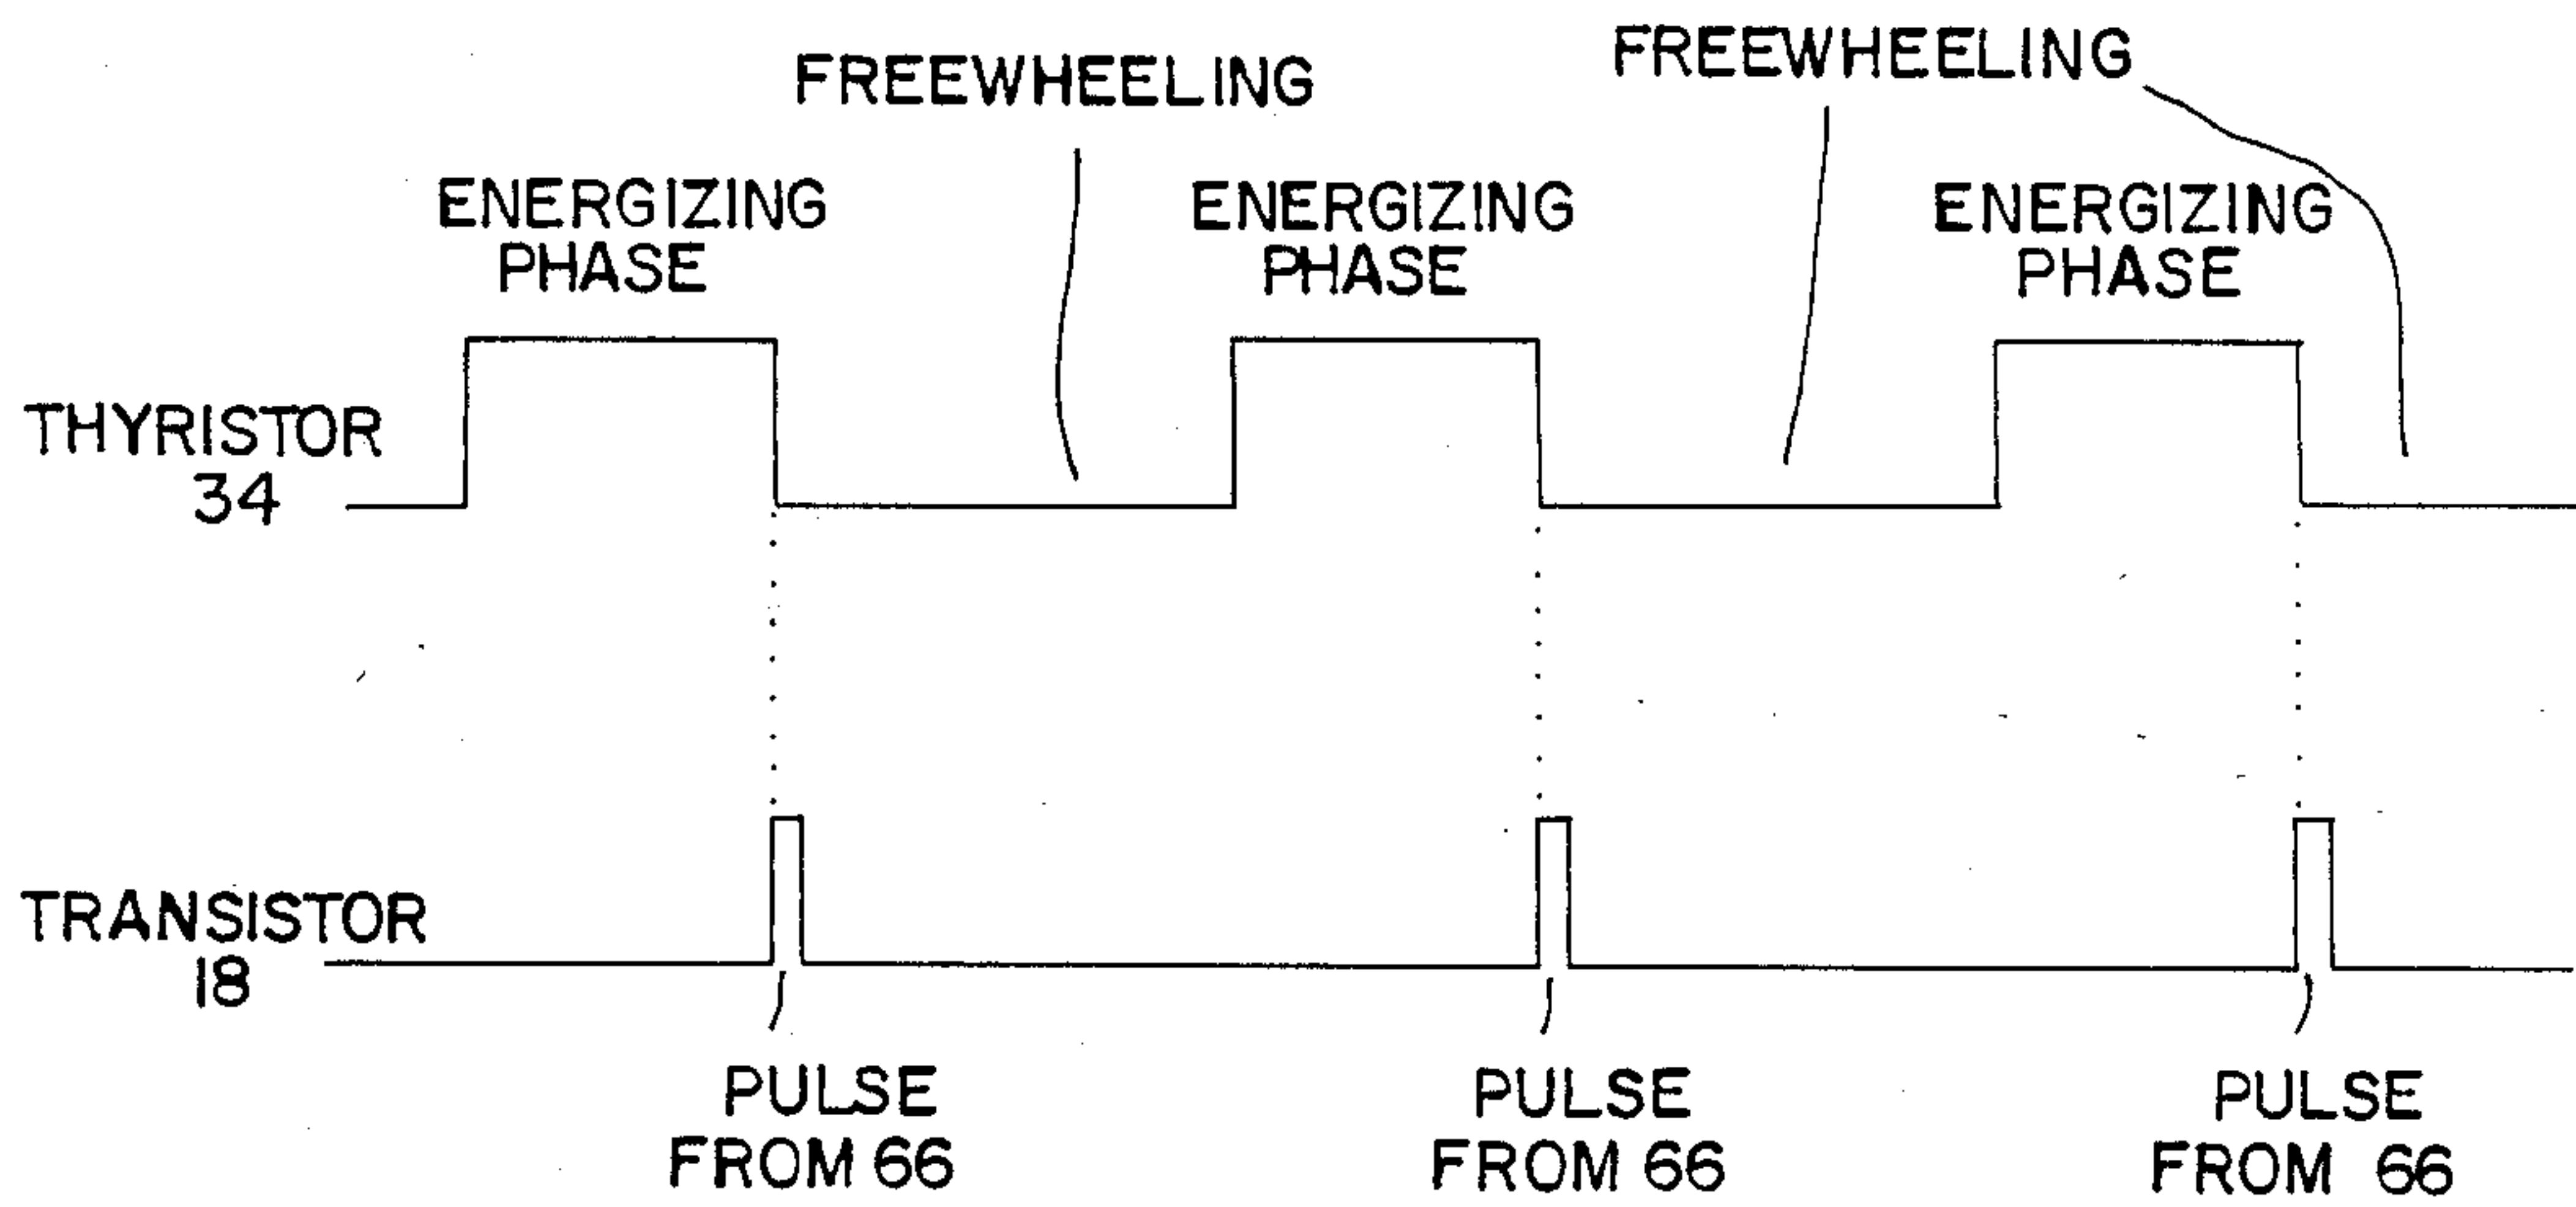 FREEWHEELING
FREEWHEELING
ENERGIZING
PHASE
ENERGIZING
PHASE
ENERGIZING
PHASE
THYRISTOR
34
TRANSISTOR
18
PULSE
FROM 66
PULSE
FROM 66
PULSE
FROM 66